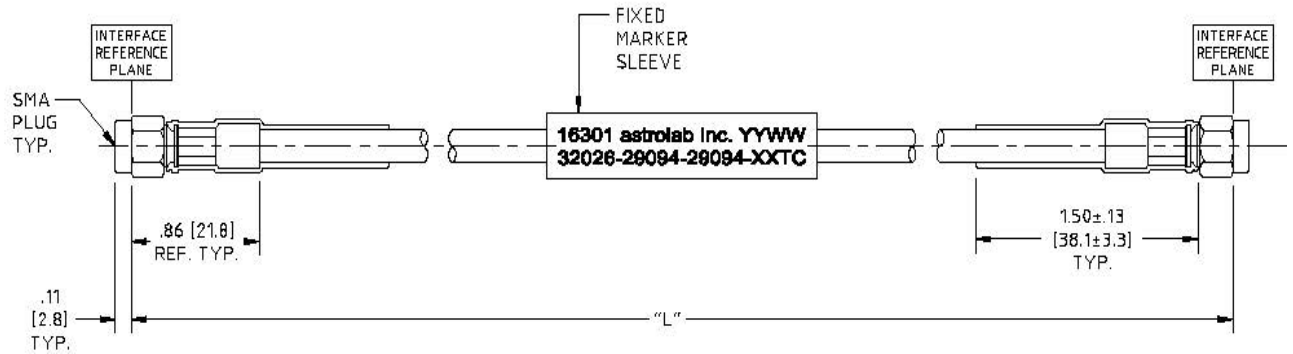 INTERFACE
REFERENCE
PLANE
FIXED
MARKER
SLEEVE
INTERFACE
REFERENCE
PLANE
SMA
PLUG
TYP.
16301 astrolab Inc. YYWW
32026-29094-29094-XXTC
.86 [21.8]
REF. TYP.
1.50±.13
[38.1±3.3]
TYP.
.11
[2.8]
TYP.
"L"